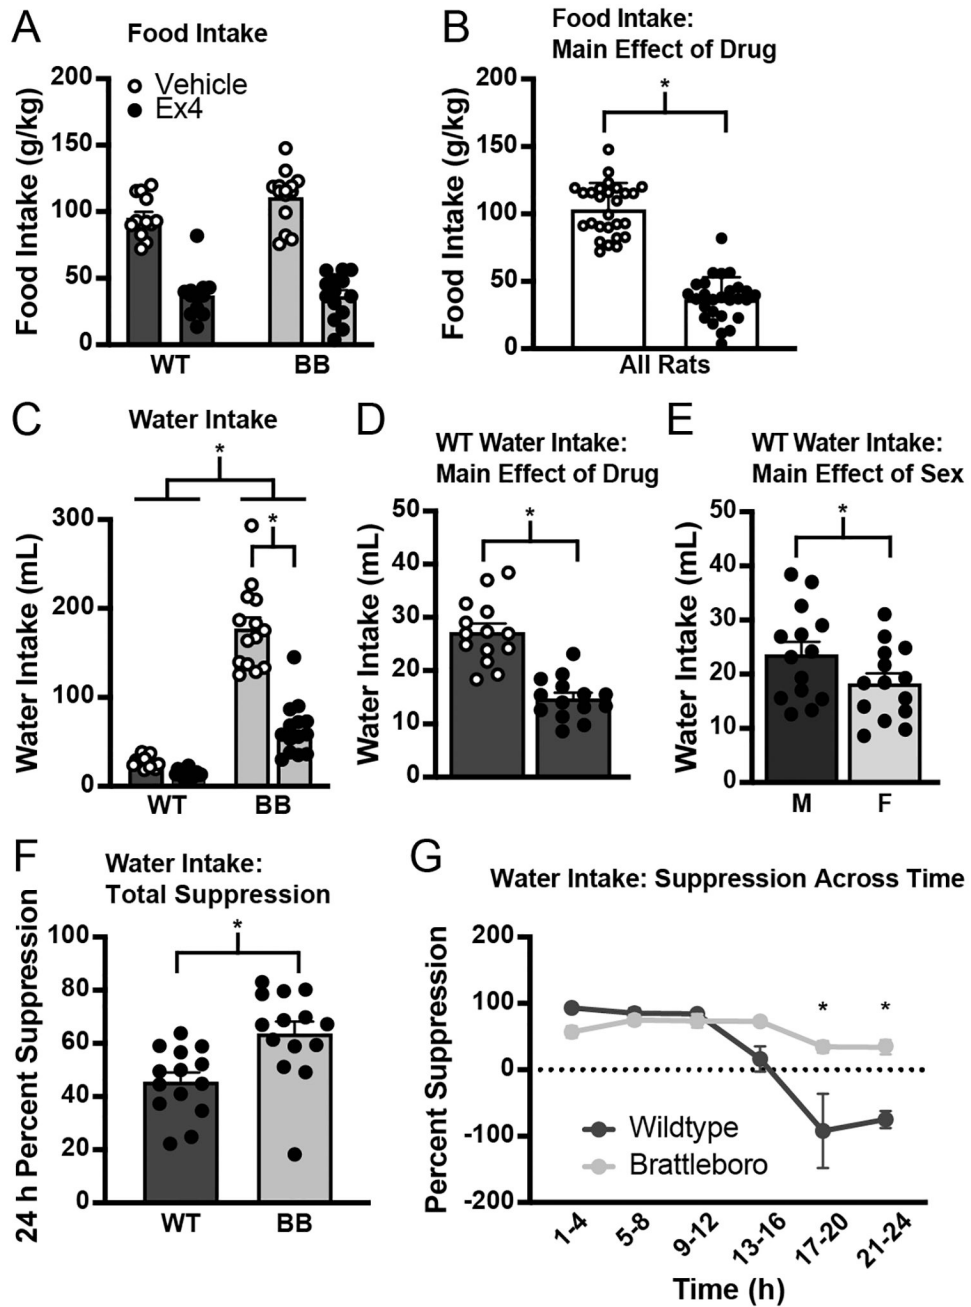 A
Food Intake
Food Intake (g/kg)
200
150
100
50
0
Vehicle
Ex4
WT
BB
B
Food Intake:
Main Effect of Drug
Food Intake (g/kg)
200
150
100
50
0
*
All Rats
C
Water Intake
Water Intake (mL)
300
200
100
0
*
*
WT
BB
D
WT Water Intake:
Main Effect of Drug
Water Intake (mL)
50
40
30
20
10
0
*
E
WT Water Intake:
Main Effect of Sex
Water Intake (mL)
50
40
30
20
10
0
*
M
F
F
Water Intake:
Total Suppression
24 h Percent Suppression
100
80
60
40
20
0
*
WT
BB
G
Water Intake: Suppression Across Time
Percent Suppression
200
100
0
-100
-200
*
*
Wildtype
Brattleboro
1-4
5-8
9-12
13-16
17-20
21-24
Time (h)